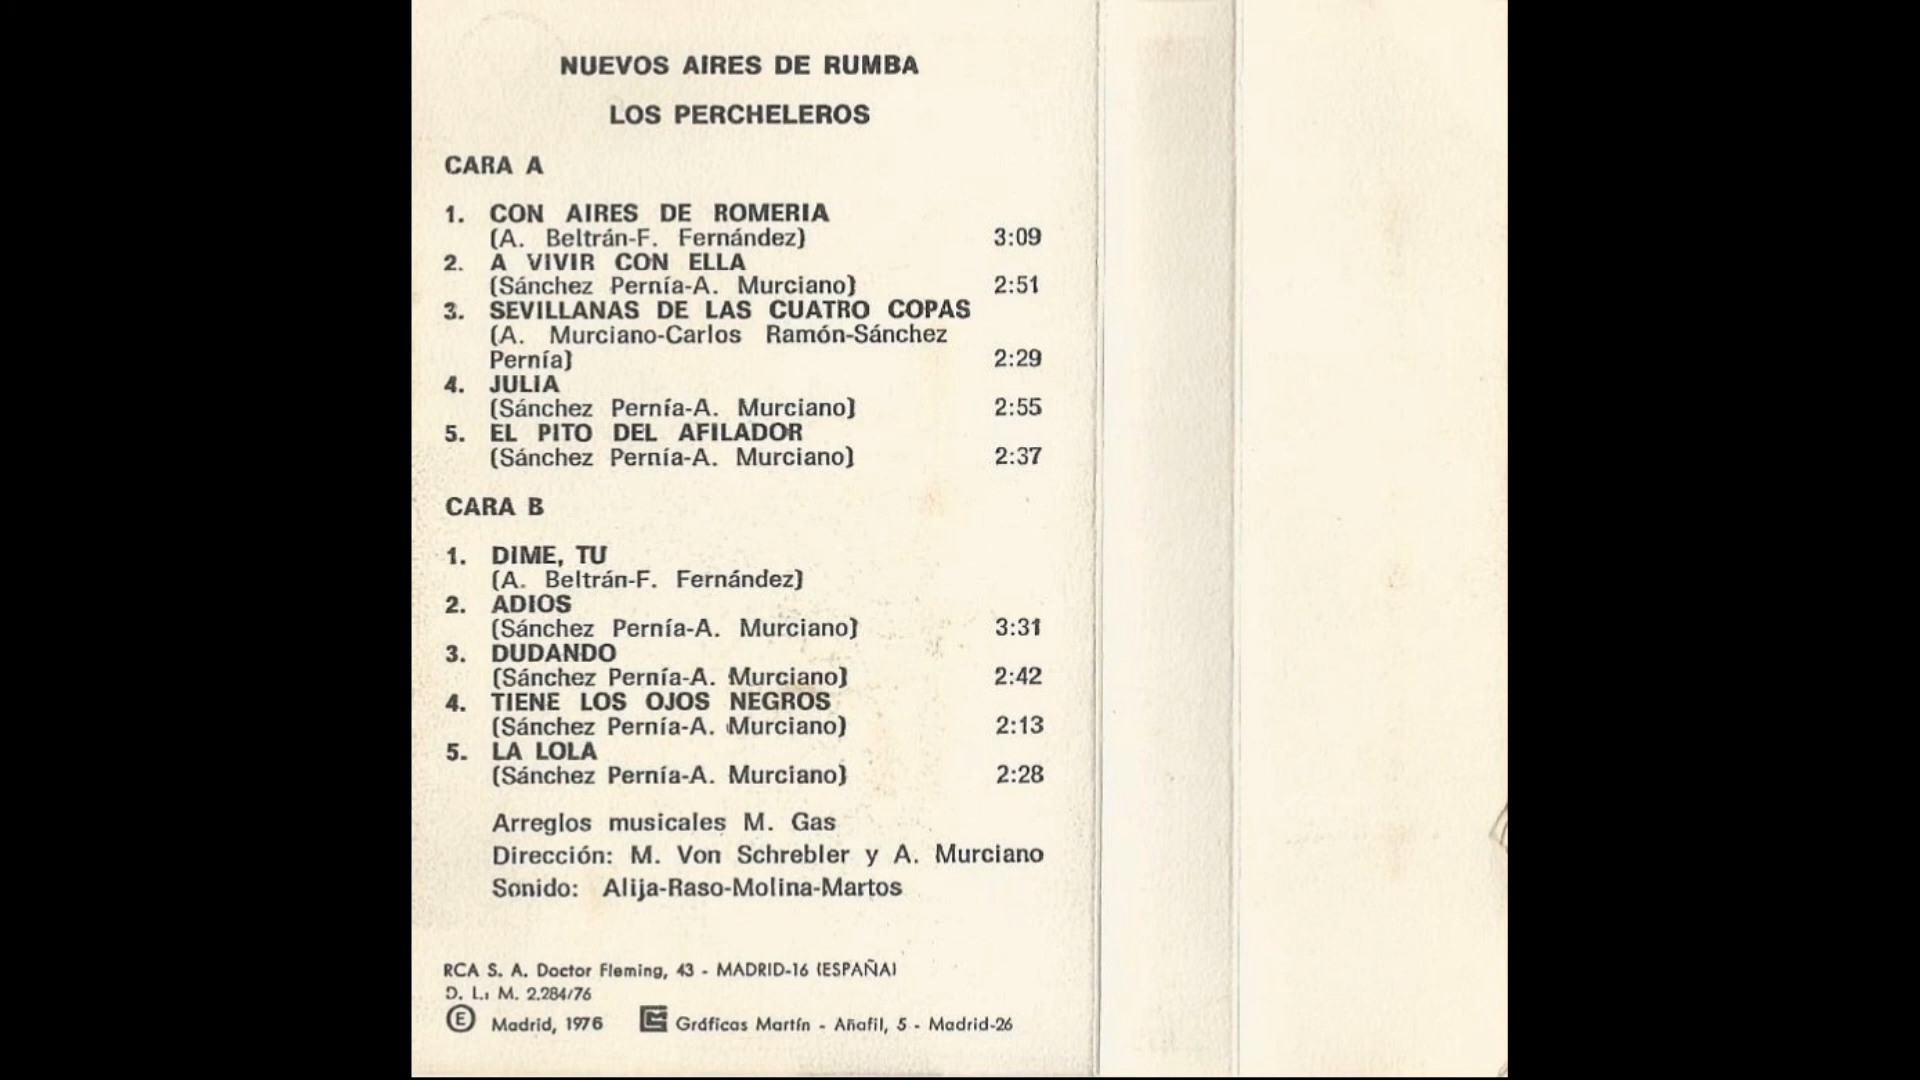 NUEVOS AIRES DE RUMBA
LOS PERCHELEROS
CARA A
1. CON AIRES DE ROMERIA
(A. Beltrán-F. Fernández) 3:09
2. A VIVIR CON ELLA
(Sánchez Pernía-A. Murciano) 2:51
3. SEVILLANAS DE LAS CUATRO COPAS
(A. Murciano-Carlos Ramón-Sánchez
Pernía) 2:29
4. JULIA
(Sánchez Pernía-A. Murciano) 2:55
5. EL PITO DEL AFILADOR
(Sánchez Pernía-A. Murciano) 2:37
CARA B
1. DIME, TU
(A. Beltrán-F. Fernández)
2. ADIOS
(Sánchez Pernía-A. Murciano) 3:31
3. DUDANDO
(Sánchez Pernía-A. Murciano) 2:42
4. TIENE LOS OJOS NEGROS
(Sánchez Pernía-A. Murciano) 2:13
5. LA LOLA
(Sánchez Pernía-A. Murciano) 2:28
Arreglos musicales M. Gas
Dirección: M. Von Schrebler y A. Murciano
Sonido: Alija-Raso-Molina-Martos
RCA S. A. Doctor Fleming, 43 - MADRID-16 (ESPAÑA)
D. L.: M. 2.284/76
Ⓔ Madrid, 1976 Gráficas Martín - Añafil, 5 - Madrid-26